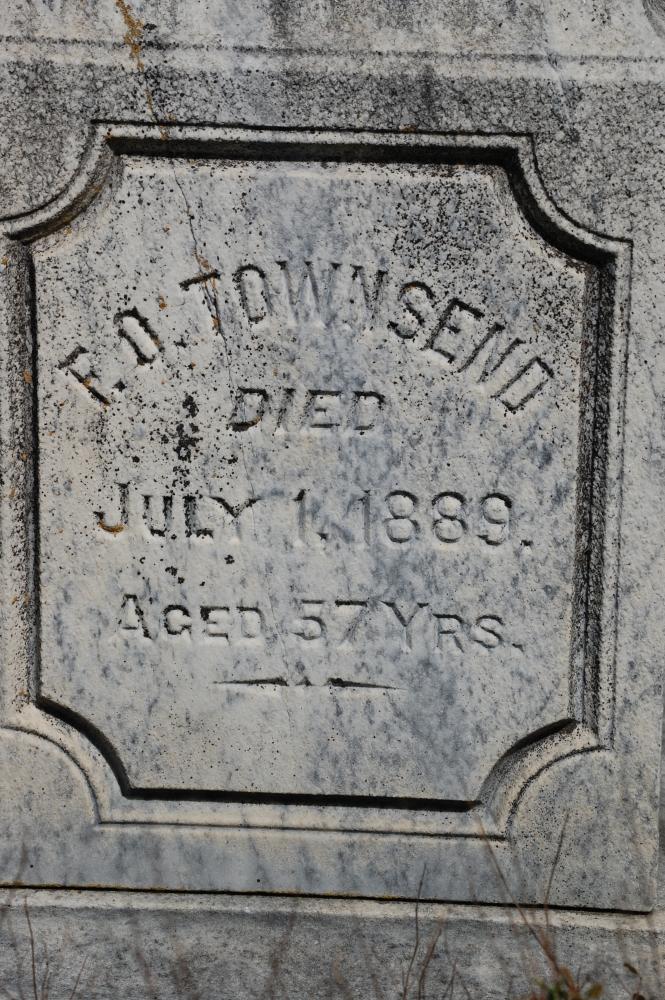 F. O. TOWNSEND
DIED
JULY 1, 1889.
AGED 57 YRS.